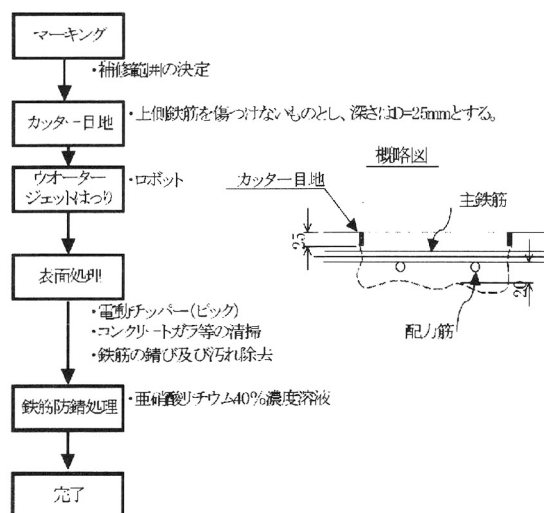 マーキング
・補修範囲の決定
カッター目地
・上側鉄筋を傷つけないものとし、深さはD=25mmとする。
ウオーター
ジェットはつり
・ロボット
概略図
カッター目地
主鉄筋
25
20
配力筋
表面処理
・電動チッパー(ピック)
・コンクリートガラ等の清掃
・鉄筋の錆び及び汚れ除去
鉄筋防錆処理
・亜硝酸リチウム40%濃度溶液
完了